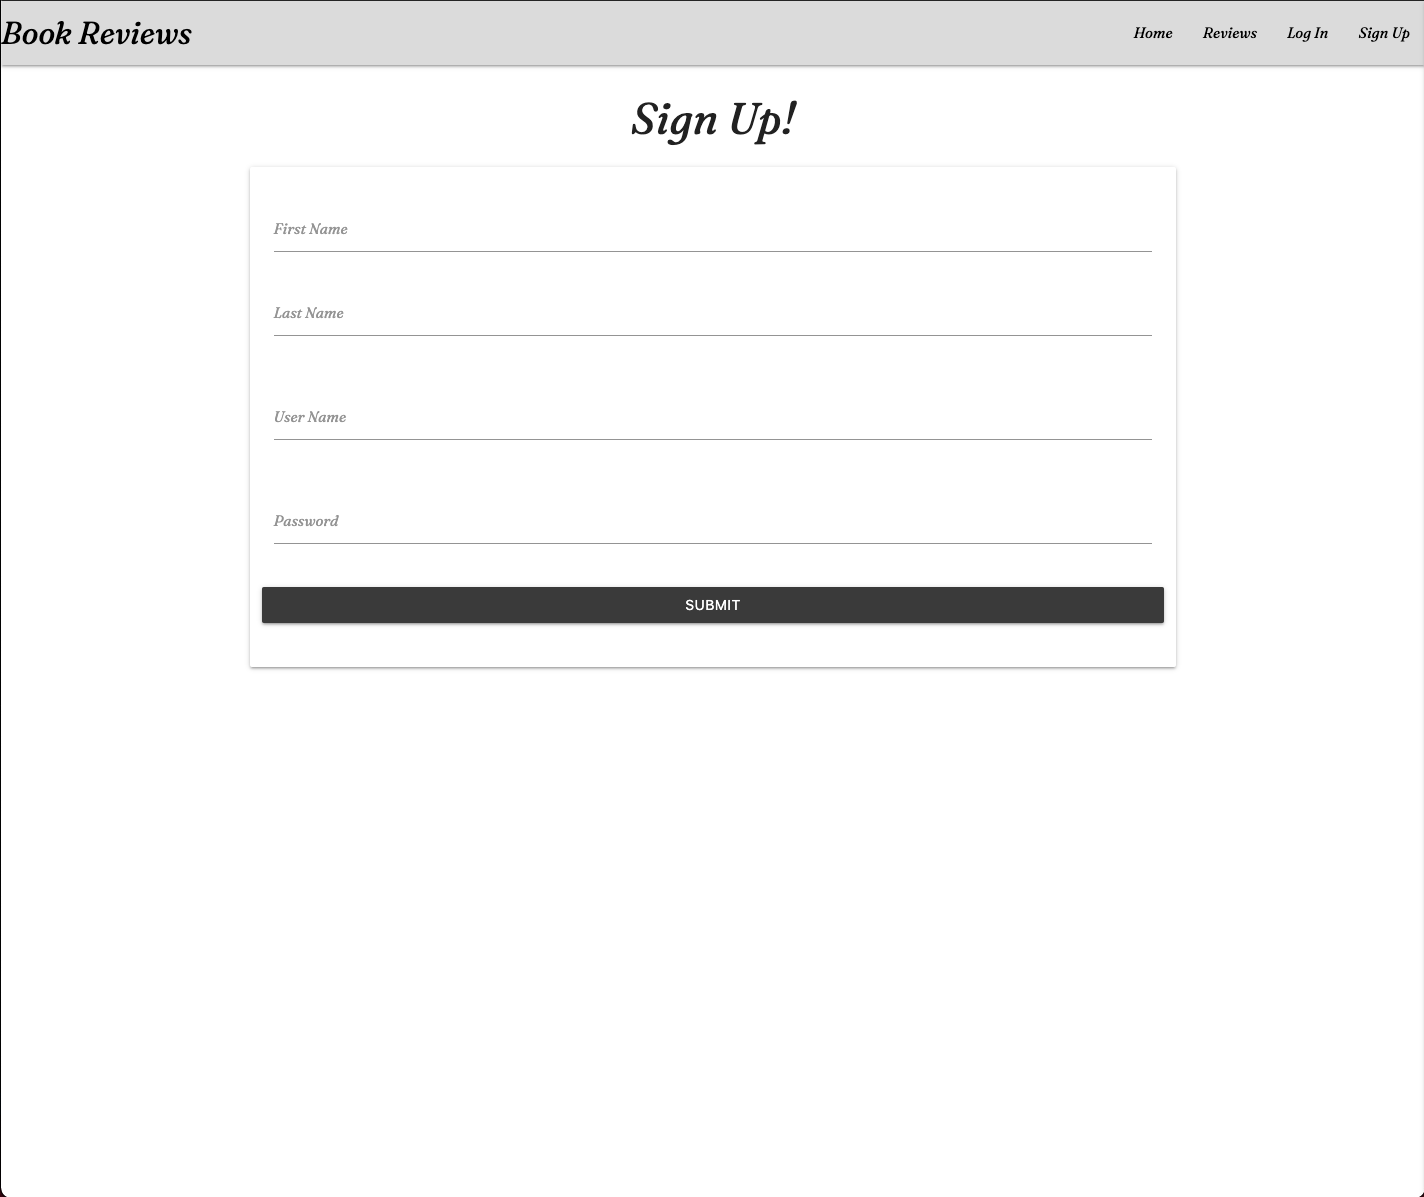 Book Reviews
Home Reviews Log In Sign Up
Sign Up!
First Name
Last Name
User Name
Password
SUBMIT